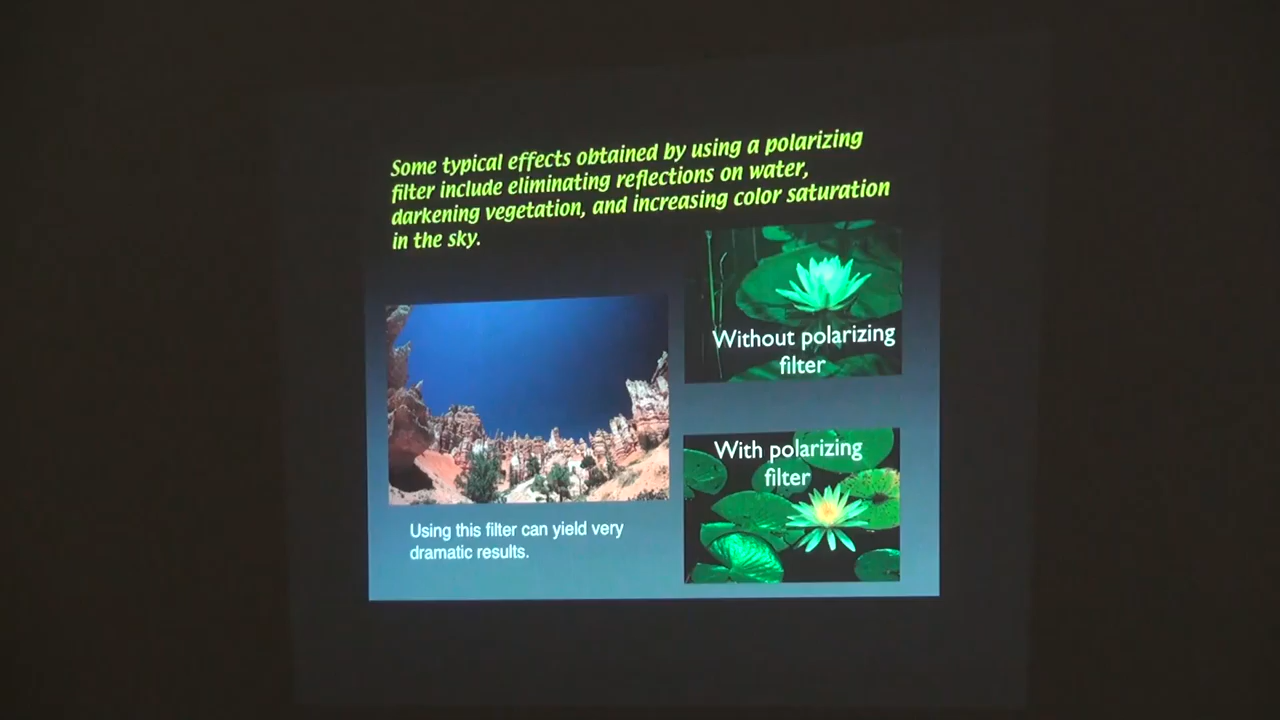 Some typical effects obtained by using a polarizing
filter include eliminating reflections on water,
darkening vegetation, and increasing color saturation
in the sky.
Without polarizing
filter
With polarizing
filter
Using this filter can yield very
dramatic results.